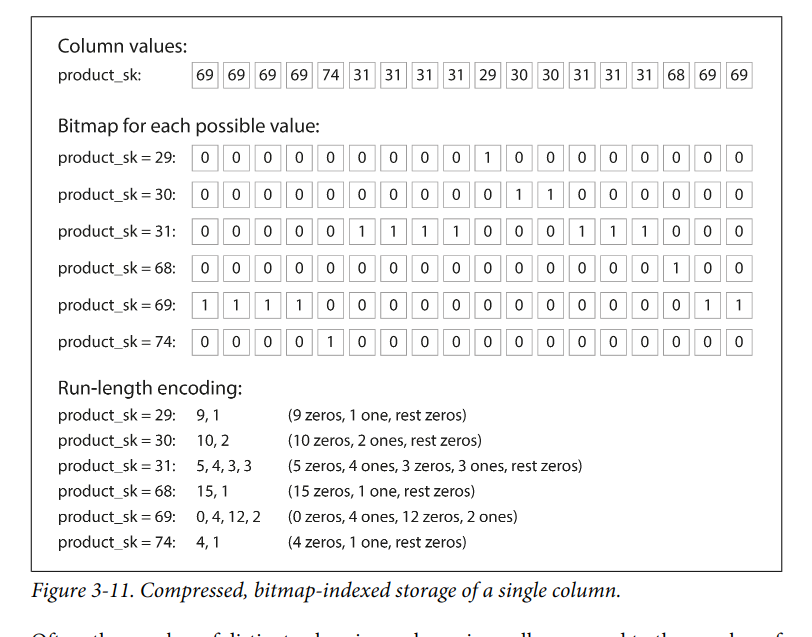 Column values:
product_sk: 69 69 69 69 74 31 31 31 31 29 30 30 31 31 31 68 69 69
Bitmap for each possible value:
product_sk = 29: 0 0 0 0 0 0 0 0 0 1 0 0 0 0 0 0 0 0
product_sk = 30: 0 0 0 0 0 0 0 0 0 0 1 1 0 0 0 0 0 0
product_sk = 31: 0 0 0 0 0 1 1 1 1 0 0 0 1 1 1 0 0 0
product_sk = 68: 0 0 0 0 0 0 0 0 0 0 0 0 0 0 0 1 0 0
product_sk = 69: 1 1 1 1 0 0 0 0 0 0 0 0 0 0 0 0 1 1
product_sk = 74: 0 0 0 0 1 0 0 0 0 0 0 0 0 0 0 0 0 0
Run-length encoding:
product_sk = 29: 9, 1 (9 zeros, 1 one, rest zeros)
product_sk = 30: 10, 2 (10 zeros, 2 ones, rest zeros)
product_sk = 31: 5, 4, 3, 3 (5 zeros, 4 ones, 3 zeros, 3 ones, rest zeros)
product_sk = 68: 15, 1 (15 zeros, 1 one, rest zeros)
product_sk = 69: 0, 4, 12, 2 (0 zeros, 4 ones, 12 zeros, 2 ones)
product_sk = 74: 4, 1 (4 zeros, 1 one, rest zeros)
Figure 3-11. Compressed, bitmap-indexed storage of a single column.